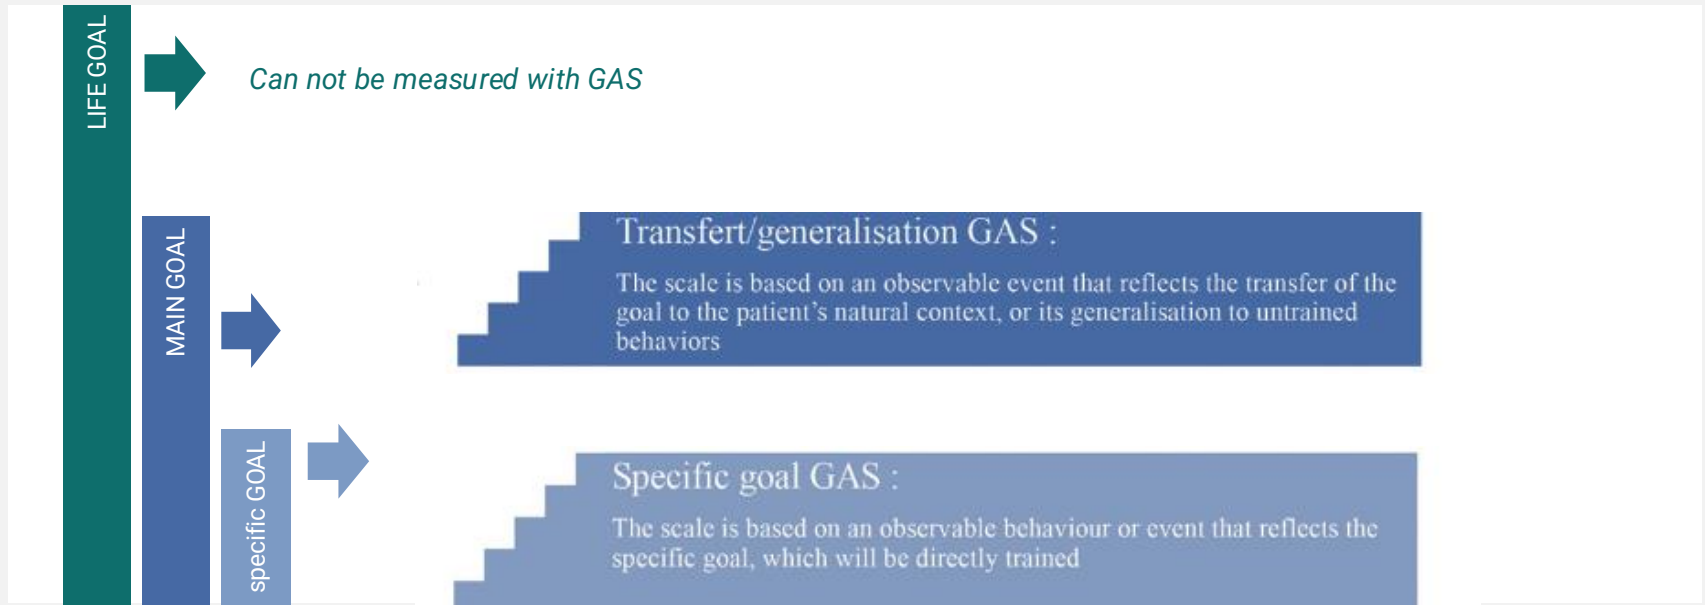 LIFE GOAL
Can not be measured with GAS
MAIN GOAL
Transfert/generalisation GAS :
The scale is based on an observable event that reflects the transfer of the
goal to the patient's natural context, or its generalisation to untrained
behaviors
specific GOAL
Specific goal GAS :
The scale is based on an observable behaviour or event that reflects the
specific goal, which will be directly trained